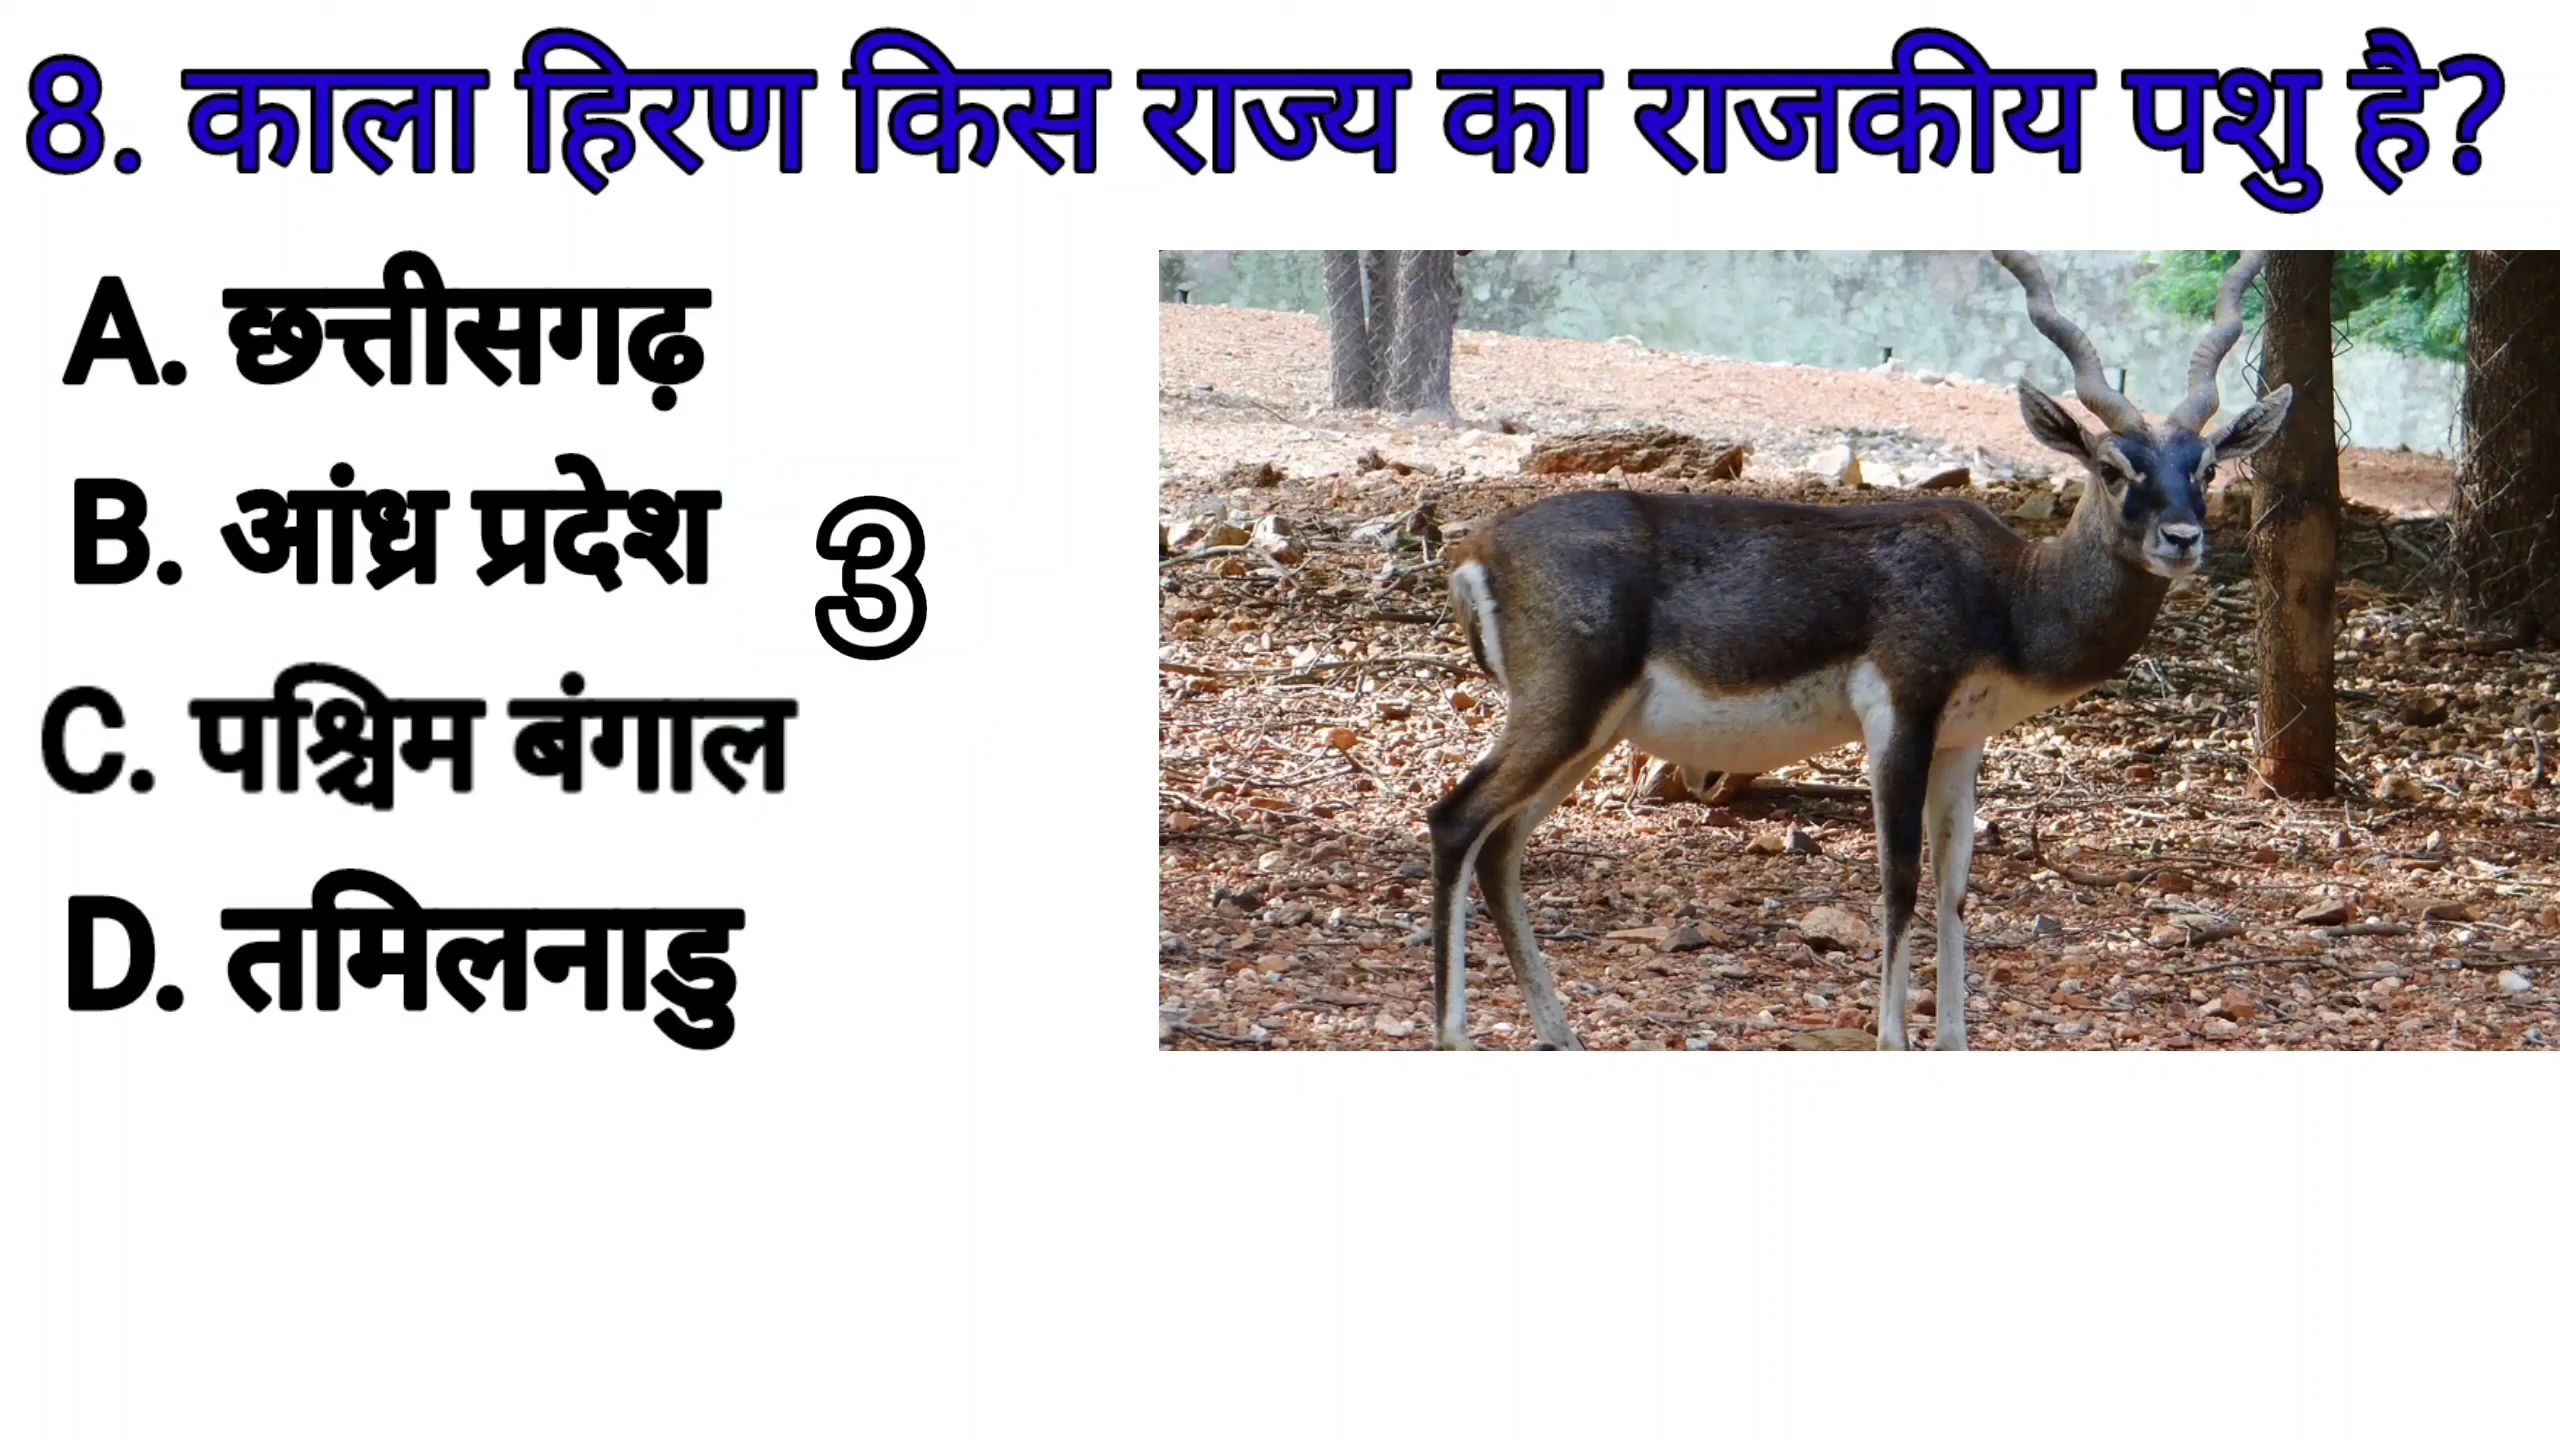 8. काला हिरण किस राज्य का राजकीय पशु है?
A. छत्तीसगढ़
B. आंध्र प्रदेश
3
C. पश्चिम बंगाल
D. तमिलनाडु